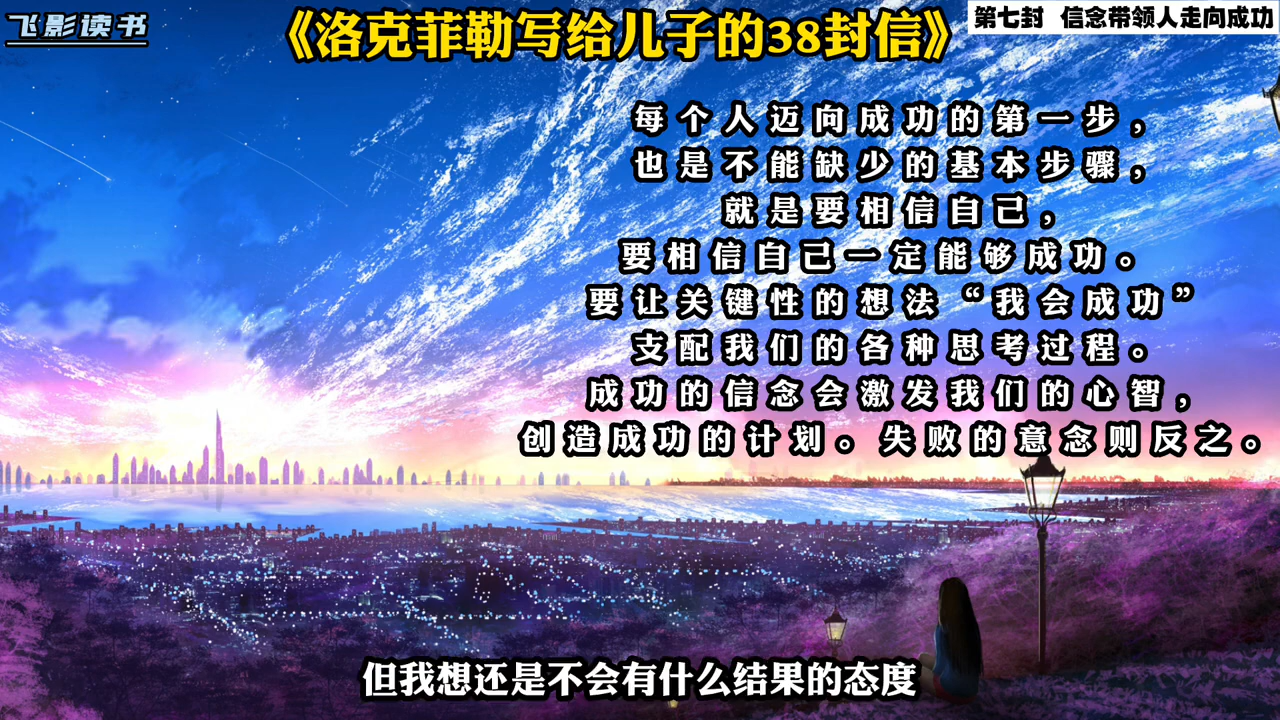 飞影读书
《洛克菲勒写给儿子的38封信》
第七封 信念带领人走向成功
每个人迈向成功的第一步，
也是不能缺少的基本步骤，
就是要相信自己，
要相信自己一定能够成功。
要让关键性的想法“我会成功”
支配我们的各种思考过程。
成功的信念会激发我们的心智，
创造成功的计划。失败的意念则反之。
但我想还是不会有什么结果的态度